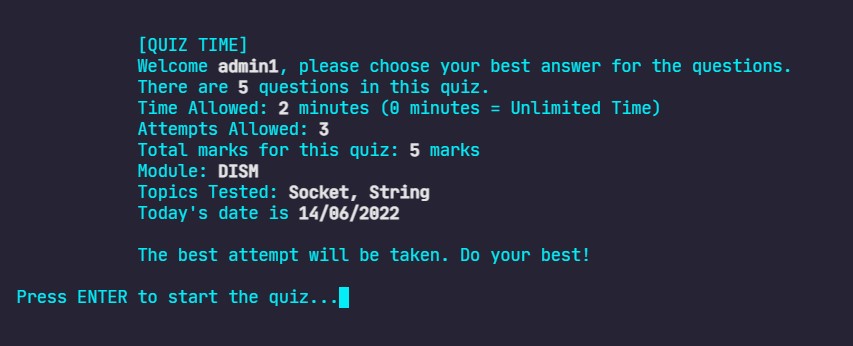 [QUIZ TIME]
Welcome admin1, please choose your best answer for the questions.
There are 5 questions in this quiz.
Time Allowed: 2 minutes (0 minutes = Unlimited Time)
Attempts Allowed: 3
Total marks for this quiz: 5 marks
Module: DISM
Topics Tested: Socket, String
Today's date is 14/06/2022
The best attempt will be taken. Do your best!
Press ENTER to start the quiz...